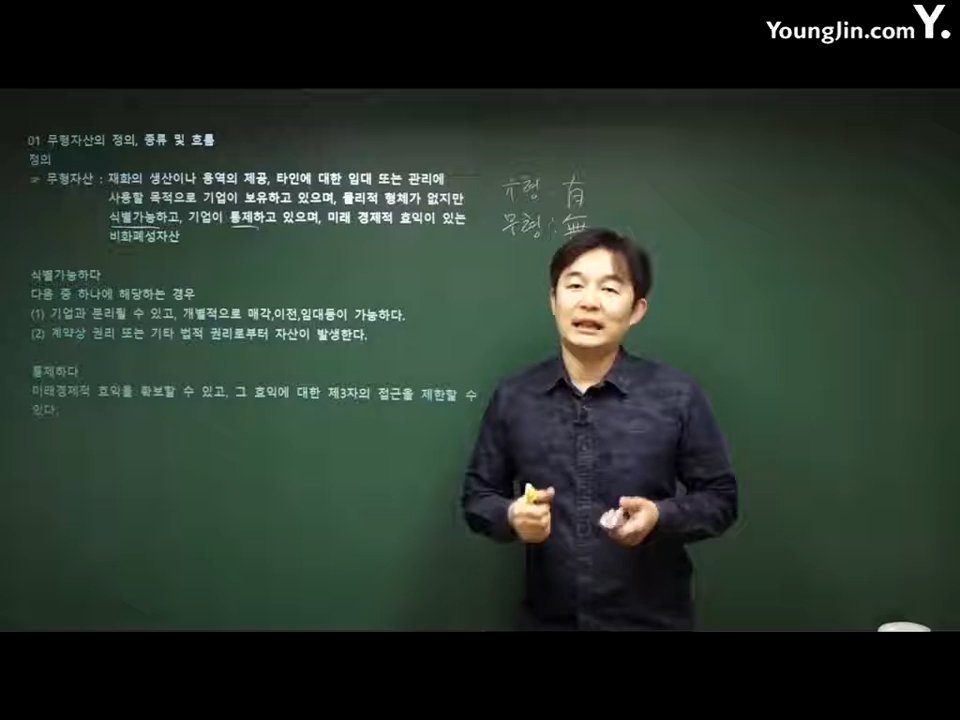 YoungJin.com Y.
01 무형자산의 정의, 종류 및 흐름
정의
☞ 무형자산 : 재화의 생산이나 용역의 제공, 타인에 대한 임대 또는 관리에
사용할 목적으로 기업이 보유하고 있으며, 물리적 형체가 없지만
식별가능하고, 기업이 통제하고 있으며, 미래 경제적 효익이 있는
비화폐성자산
유형 有
무형 : 無
식별가능하다
다음 중 하나에 해당하는 경우
(1) 기업과 분리될 수 있고, 개별적으로 매각,이전,임대등이 가능하다.
(2) 계약상 권리 또는 기타 법적 권리로부터 자산이 발생한다.
통제하다
미래경제적 효익을 확보할 수 있고, 그 효익에 대한 제3자의 접근을 제한할 수
있다.